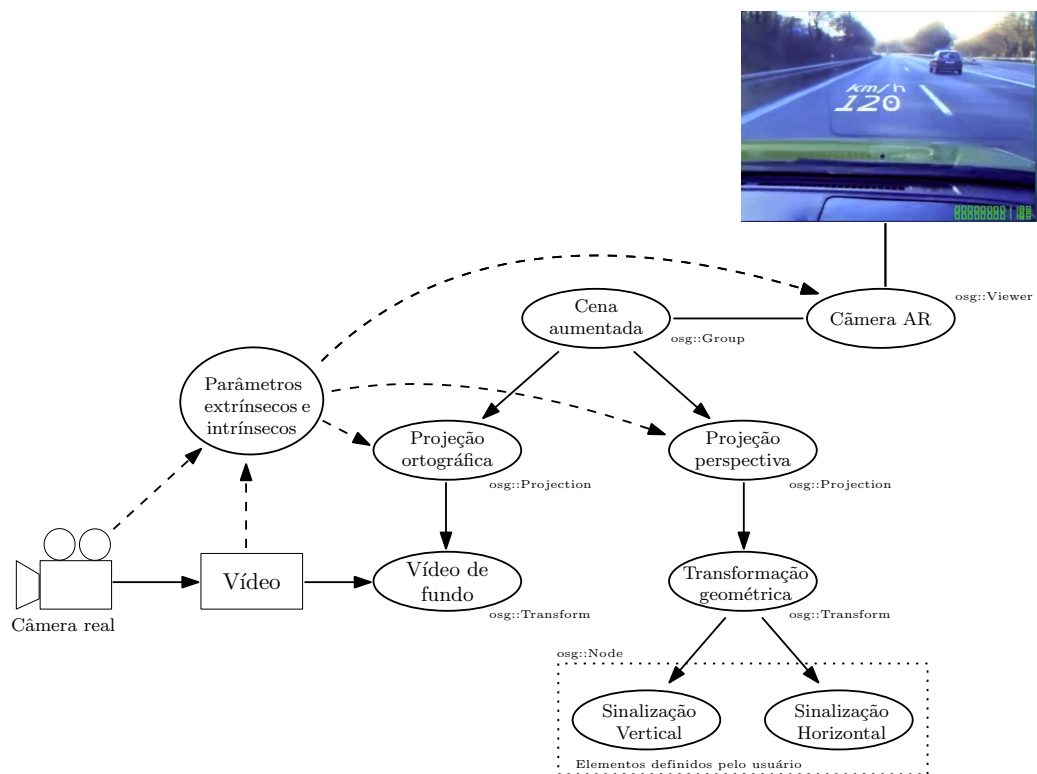 km/h
120
osg::Viewer
Cena
aumentada
Cãmera AR
osg::Group
Parâmetros
extrínsecos e
intrínsecos
Projeção
ortográfica
osg::Projection
Projeção
perspectiva
osg::Projection
Câmera real
Vídeo
Vídeo de
fundo
osg::Transform
Transformação
geométrica
osg::Transform
osg::Node
Sinalização
Vertical
Sinalização
Horizontal
Elementos definidos pelo usuário